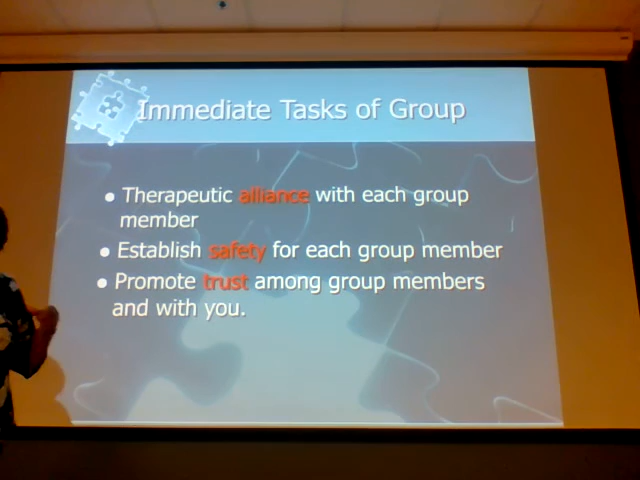 Immediate Tasks of Group
• Therapeutic alliance with each group
member
• Establish safety for each group member
• Promote trust among group members
and with you.